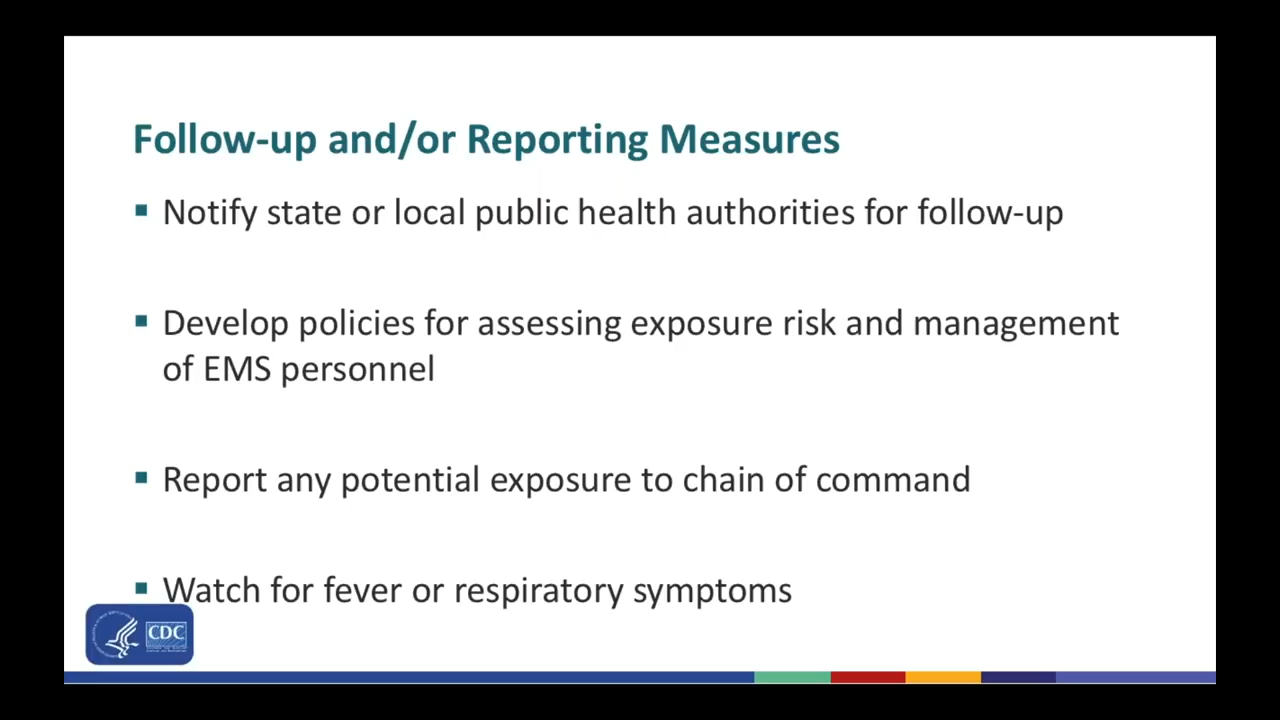 Follow-up and/or Reporting Measures
▪ Notify state or local public health authorities for follow-up
▪ Develop policies for assessing exposure risk and management
of EMS personnel
▪ Report any potential exposure to chain of command
▪ Watch for fever or respiratory symptoms
CDC